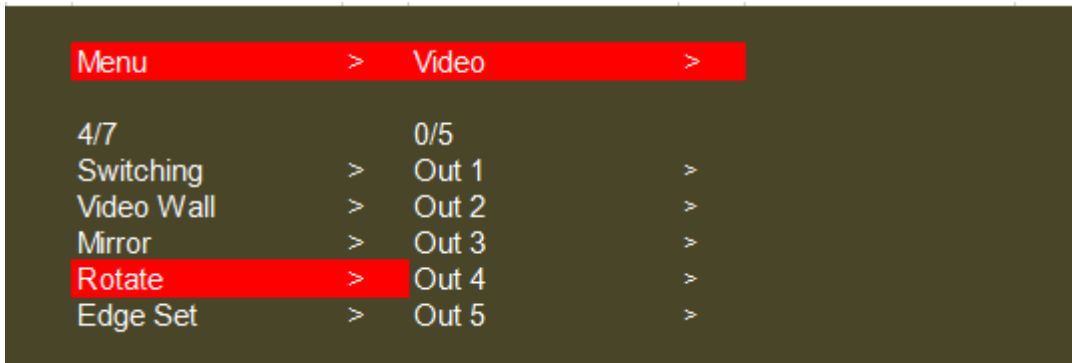 Menu > Video >
4/7 0/5
Switching > Out 1 >
Video Wall > Out 2 >
Mirror > Out 3 >
Rotate > Out 4 >
Edge Set > Out 5 >